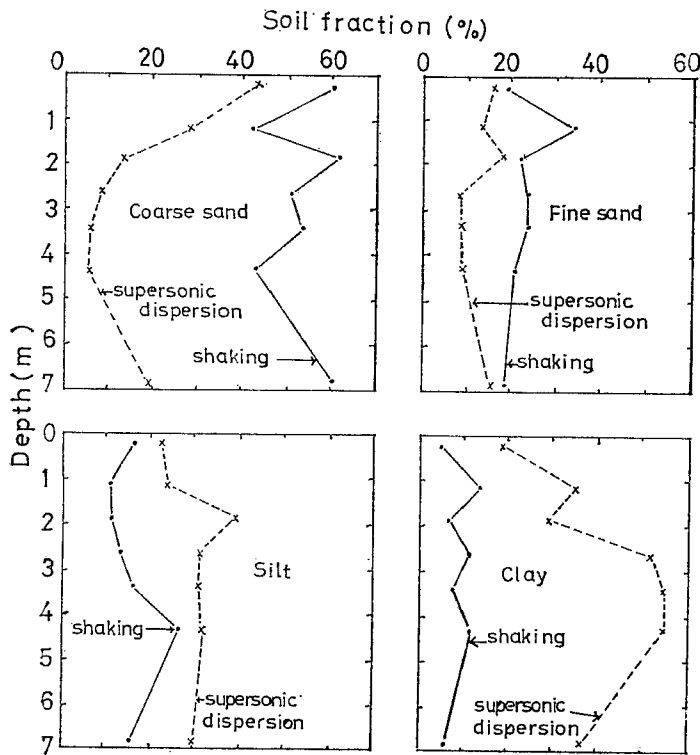 Soil fraction (%)
0 20 40 60
0 20 40 60
1
2
3
4
5
6
7
Depth (m)
Coarse sand
supersonic
dispersion
shaking
Fine sand
supersonic
dispersion
shaking
0
1
2
3
4
5
6
7
Silt
shaking
supersonic
dispersion
Clay
shaking
supersonic
dispersion